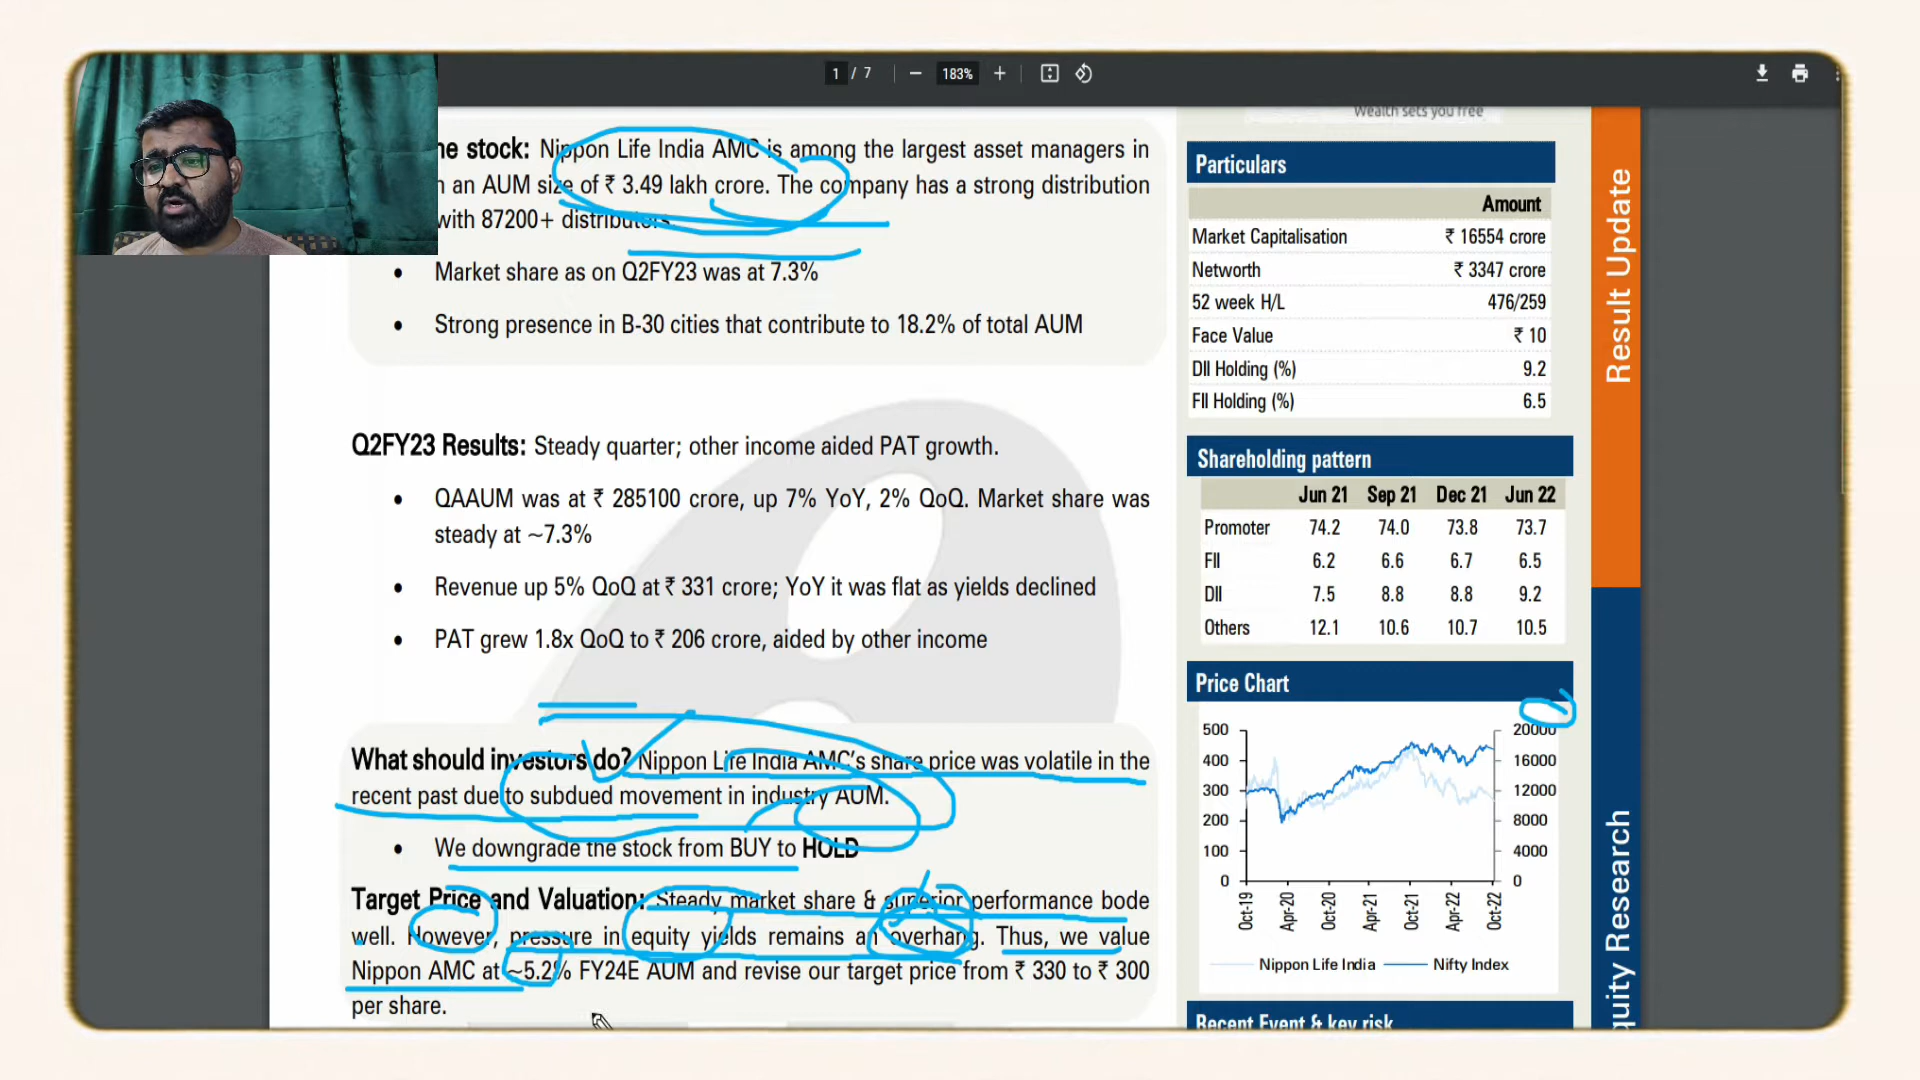 1 / 7
183%
Wealth sets you free
he stock: Nippon Life India AMC is among the largest asset managers in
an AUM size of ₹ 3.49 lakh crore. The company has a strong distribution
with 87200+ distributors.
• Market share as on Q2FY23 was at 7.3%
• Strong presence in B-30 cities that contribute to 18.2% of total AUM
Q2FY23 Results: Steady quarter; other income aided PAT growth.
• QAAUM was at ₹ 285100 crore, up 7% YoY, 2% QoQ. Market share was
steady at ~7.3%
• Revenue up 5% QoQ at ₹ 331 crore; YoY it was flat as yields declined
• PAT grew 1.8x QoQ to ₹ 206 crore, aided by other income
What should investors do? Nippon Life India AMC's share price was volatile in the
recent past due to subdued movement in industry AUM.
• We downgrade the stock from BUY to HOLD
Target Price and Valuation: Steady market share & superior performance bode
well. However, pressure in equity yields remains an overhang. Thus, we value
Nippon AMC at ~5.2% FY24E AUM and revise our target price from ₹ 330 to ₹ 300
per share.
Particulars
Amount
Market Capitalisation ₹ 16554 crore
Networth ₹ 3347 crore
52 week H/L 476/259
Face Value ₹ 10
DII Holding (%) 9.2
FII Holding (%) 6.5
Shareholding pattern
Jun 21 Sep 21 Dec 21 Jun 22
Promoter 74.2 74.0 73.8 73.7
FII 6.2 6.6 6.7 6.5
DII 7.5 8.8 8.8 9.2
Others 12.1 10.6 10.7 10.5
Price Chart
500 20000
400 16000
300 12000
200 8000
100 4000
0 0
Oct-19 Apr-20 Oct-20 Apr-21 Oct-21 Apr-22 Oct-22
Nippon Life India Nifty Index
Recent Event & key risk
Result Update
quity Research